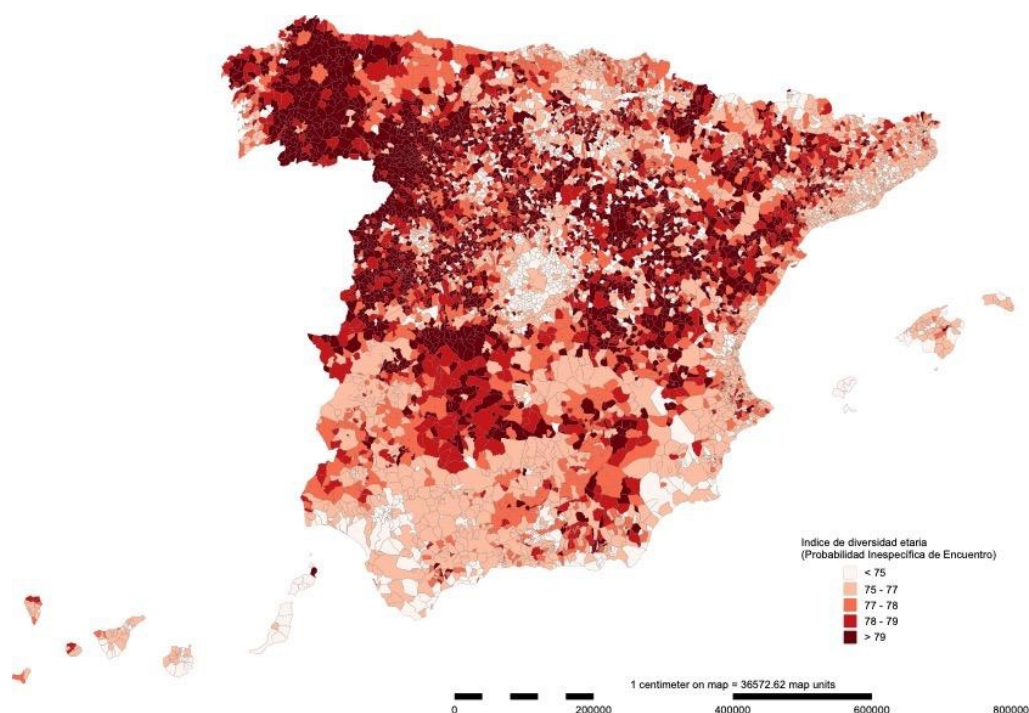 Indice de diversidad etaria
(Probabilidad Inespecífica de Encuentro)
< 75
75 - 77
77 - 78
78 - 79
> 79
1 centimeter on map = 36572.62 map units
0 200000 400000 600000 800000